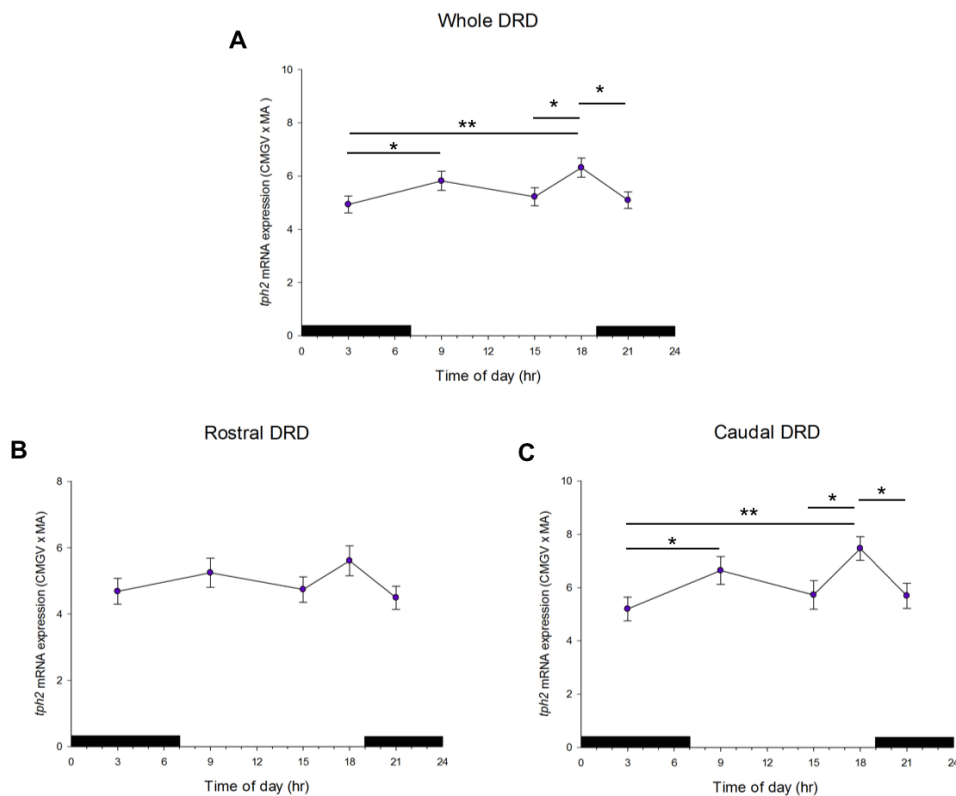 Whole DRD
A
10
8
6
4
2
0
*
*
**
*
tph2 mRNA expression (CMGV x MA)
0 3 6 9 12 15 18 21 24
Time of day (hr)
Rostral DRD
B
8
6
4
2
0
tph2 mRNA expression (CMGV x MA)
0 3 6 9 12 15 18 21 24
Time of day (hr)
Caudal DRD
C
10
8
6
4
2
0
*
*
**
*
tph2 mRNA expression (CMGV x MA)
0 3 6 9 12 15 18 21 24
Time of day (hr)